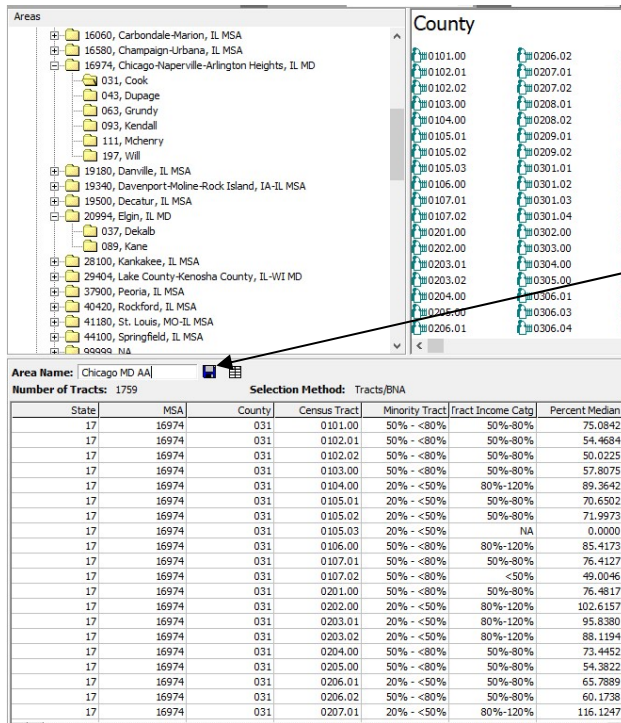 Areas
16060, Carbondale-Marion, IL MSA
16580, Champaign-Urbana, IL MSA
16974, Chicago-Naperville-Arlington Heights, IL MD
031, Cook
043, Dupage
063, Grundy
093, Kendall
111, Mchenry
197, Will
19180, Danville, IL MSA
19340, Davenport-Moline-Rock Island, IA-IL MSA
19500, Decatur, IL MSA
20994, Elgin, IL MD
037, Dekalb
089, Kane
28100, Kankakee, IL MSA
29404, Lake County-Kenosha County, IL-WI MD
37900, Peoria, IL MSA
40420, Rockford, IL MSA
41180, St. Louis, MO-IL MSA
44100, Springfield, IL MSA
99999, NA
County
0101.00 0206.02
0102.01 0207.01
0102.02 0207.02
0103.00 0208.01
0104.00 0208.02
0105.01 0209.01
0105.02 0209.02
0105.03 0301.01
0106.00 0301.02
0107.01 0301.03
0107.02 0301.04
0201.00 0302.00
0202.00 0303.00
0203.01 0304.00
0203.02 0305.00
0204.00 0306.01
0205.00 0306.03
0206.01 0306.04
Area Name: Chicago MD AA
Number of Tracts: 1759 Selection Method: Tracts/BNA
State MSA County Census Tract Minority Tract Tract Income Catg Percent Median
17 16974 031 0101.00 50% - <80% 50%-80% 75.0842
17 16974 031 0102.01 50% - <80% 50%-80% 54.4684
17 16974 031 0102.02 50% - <80% 50%-80% 50.0225
17 16974 031 0103.00 50% - <80% 50%-80% 57.8075
17 16974 031 0104.00 20% - <50% 80%-120% 89.3642
17 16974 031 0105.01 20% - <50% 50%-80% 70.6502
17 16974 031 0105.02 20% - <50% 50%-80% 71.9973
17 16974 031 0105.03 20% - <50% NA 0.0000
17 16974 031 0106.00 50% - <80% 80%-120% 85.4173
17 16974 031 0107.01 50% - <80% 50%-80% 76.4127
17 16974 031 0107.02 50% - <80% <50% 49.0046
17 16974 031 0201.00 50% - <80% 50%-80% 76.4817
17 16974 031 0202.00 20% - <50% 80%-120% 102.6157
17 16974 031 0203.01 20% - <50% 80%-120% 95.8380
17 16974 031 0203.02 20% - <50% 80%-120% 88.1194
17 16974 031 0204.00 50% - <80% 50%-80% 73.4452
17 16974 031 0205.00 50% - <80% 50%-80% 54.3822
17 16974 031 0206.01 20% - <50% 50%-80% 65.7889
17 16974 031 0206.02 50% - <80% 50%-80% 60.1738
17 16974 031 0207.01 20% - <50% 80%-120% 116.1247